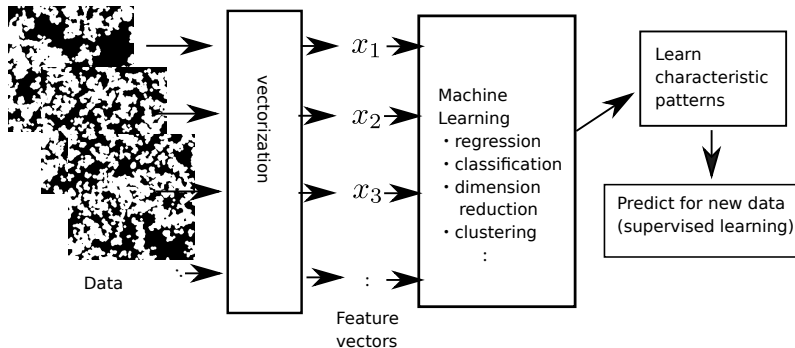 Data
vectorization
x1
x2
x3
:
Feature
vectors
Machine
Learning
・regression
・classification
・dimension
reduction
・clustering
:
Learn
characteristic
patterns
Predict for new data
(supervised learning)